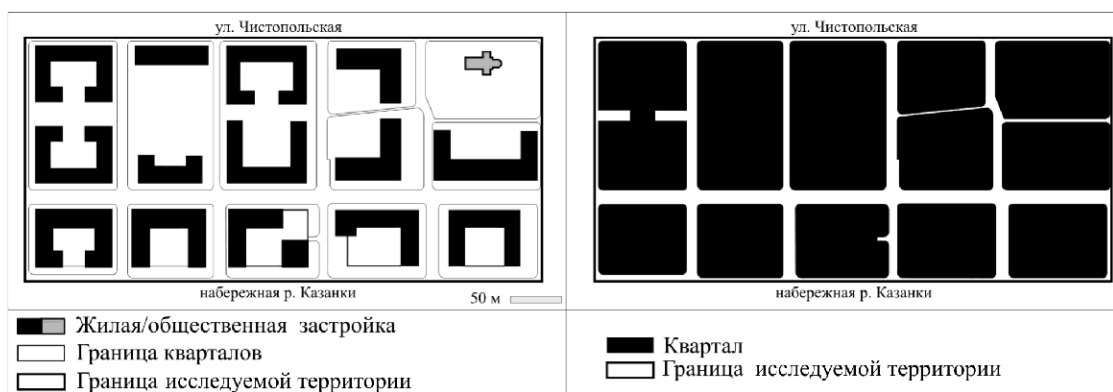 ул. Чистопольская
набережная р. Казанки
50 м
Жилая/общественная застройка
Граница кварталов
Граница исследуемой территории
ул. Чистопольская
набережная р. Казанки
Квартал
Граница исследуемой территории